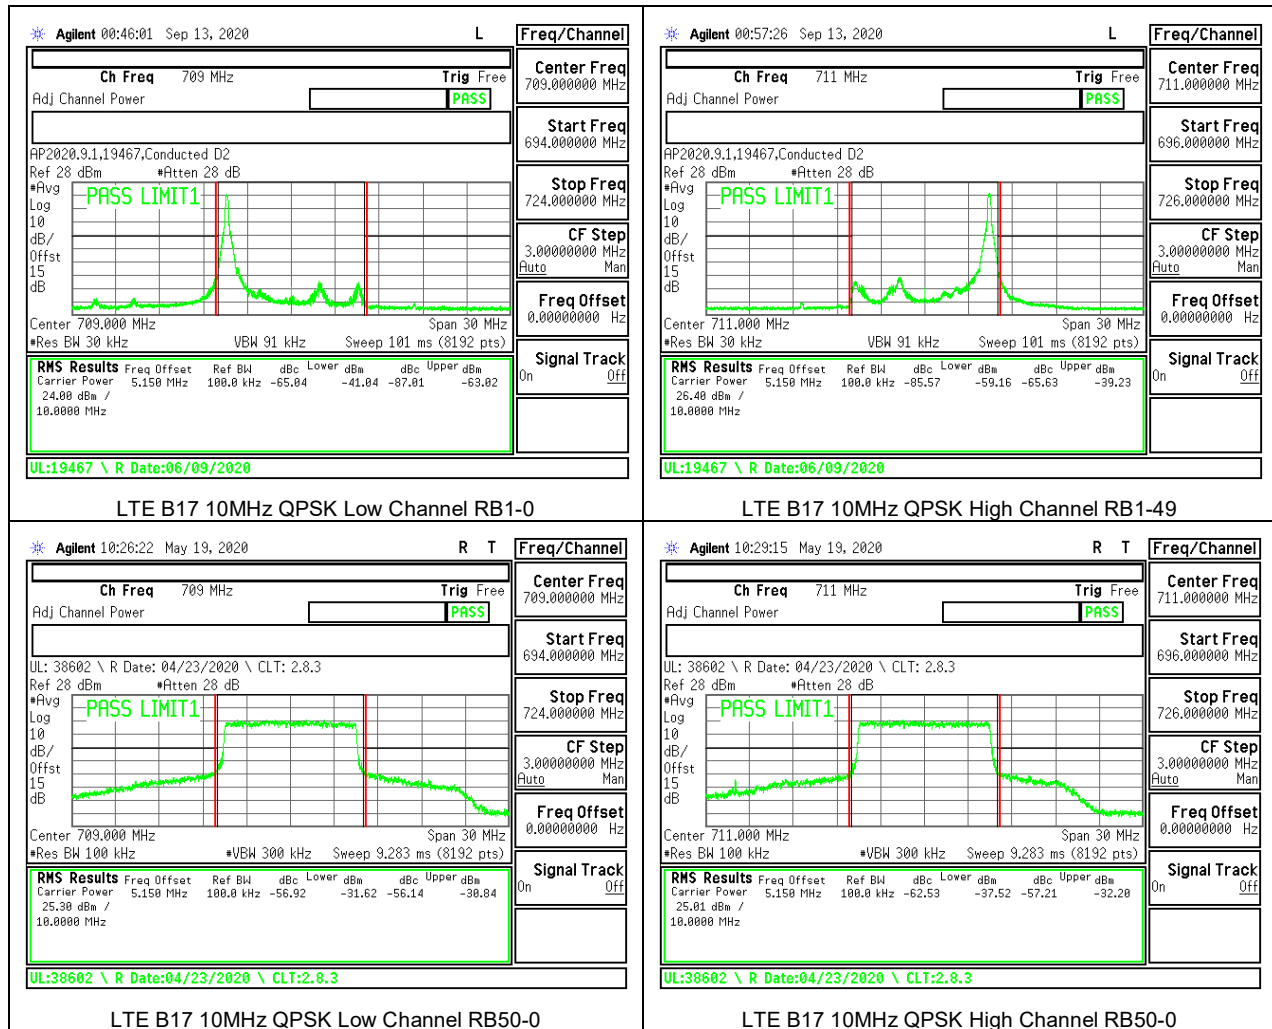 Agilent 00:46:01 Sep 13, 2020 L
Freq/Channel
Ch Freq 709 MHz Trig Free
Adj Channel Power PASS
Center Freq
709.000000 MHz
Start Freq
694.000000 MHz
Stop Freq
724.000000 MHz
CF Step
3.00000000 MHz
Auto Man
Freq Offset
0.00000000 Hz
Signal Track
On Off
AP2020.9.1,19467,Conducted D2
Ref 28 dBm #Atten 28 dB
#Avg
Log
10
dB/
Offst
15
dB
PASS LIMIT1
Center 709.000 MHz Span 30 MHz
#Res BW 30 kHz VBW 91 kHz Sweep 101 ms (8192 pts)
RMS Results Freq Offset Ref BW dBc Lower dBm dBc Upper dBm
Carrier Power 5.150 MHz 100.0 kHz -65.04 -41.04 -87.01 -63.02
24.00 dBm /
10.0000 MHz
UL:19467 \ R Date:06/09/2020
LTE B17 10MHz QPSK Low Channel RB1-0
Agilent 00:57:26 Sep 13, 2020 L
Freq/Channel
Ch Freq 711 MHz Trig Free
Adj Channel Power PASS
Center Freq
711.000000 MHz
Start Freq
696.000000 MHz
Stop Freq
726.000000 MHz
CF Step
3.00000000 MHz
Auto Man
Freq Offset
0.00000000 Hz
Signal Track
On Off
AP2020.9.1,19467,Conducted D2
Ref 28 dBm #Atten 28 dB
#Avg
Log
10
dB/
Offst
15
dB
PASS LIMIT1
Center 711.000 MHz Span 30 MHz
#Res BW 30 kHz VBW 91 kHz Sweep 101 ms (8192 pts)
RMS Results Freq Offset Ref BW dBc Lower dBm dBc Upper dBm
Carrier Power 5.150 MHz 100.0 kHz -85.57 -59.16 -65.63 -39.23
26.40 dBm /
10.0000 MHz
UL:19467 \ R Date:06/09/2020
LTE B17 10MHz QPSK High Channel RB1-49
Agilent 10:26:22 May 19, 2020 R T
Freq/Channel
Ch Freq 709 MHz Trig Free
Adj Channel Power PASS
Center Freq
709.000000 MHz
Start Freq
694.000000 MHz
Stop Freq
724.000000 MHz
CF Step
3.00000000 MHz
Auto Man
Freq Offset
0.00000000 Hz
Signal Track
On Off
UL: 38602 \ R Date: 04/23/2020 \ CLT: 2.8.3
Ref 28 dBm #Atten 28 dB
#Avg
Log
10
dB/
Offst
15
dB
PASS LIMIT1
Center 709.000 MHz Span 30 MHz
#Res BW 100 kHz #VBW 300 kHz Sweep 9.283 ms (8192 pts)
RMS Results Freq Offset Ref BW dBc Lower dBm dBc Upper dBm
Carrier Power 5.150 MHz 100.0 kHz -56.92 -31.62 -56.14 -30.84
25.30 dBm /
10.0000 MHz
UL:38602 \ R Date:04/23/2020 \ CLT:2.8.3
LTE B17 10MHz QPSK Low Channel RB50-0
Agilent 10:29:15 May 19, 2020 R T
Freq/Channel
Ch Freq 711 MHz Trig Free
Adj Channel Power PASS
Center Freq
711.000000 MHz
Start Freq
696.000000 MHz
Stop Freq
726.000000 MHz
CF Step
3.00000000 MHz
Auto Man
Freq Offset
0.00000000 Hz
Signal Track
On Off
UL: 38602 \ R Date: 04/23/2020 \ CLT: 2.8.3
Ref 28 dBm #Atten 28 dB
#Avg
Log
10
dB/
Offst
15
dB
PASS LIMIT1
Center 711.000 MHz Span 30 MHz
#Res BW 100 kHz #VBW 300 kHz Sweep 9.283 ms (8192 pts)
RMS Results Freq Offset Ref BW dBc Lower dBm dBc Upper dBm
Carrier Power 5.150 MHz 100.0 kHz -62.53 -37.52 -57.21 -32.20
25.01 dBm /
10.0000 MHz
UL:38602 \ R Date:04/23/2020 \ CLT:2.8.3
LTE B17 10MHz QPSK High Channel RB50-0